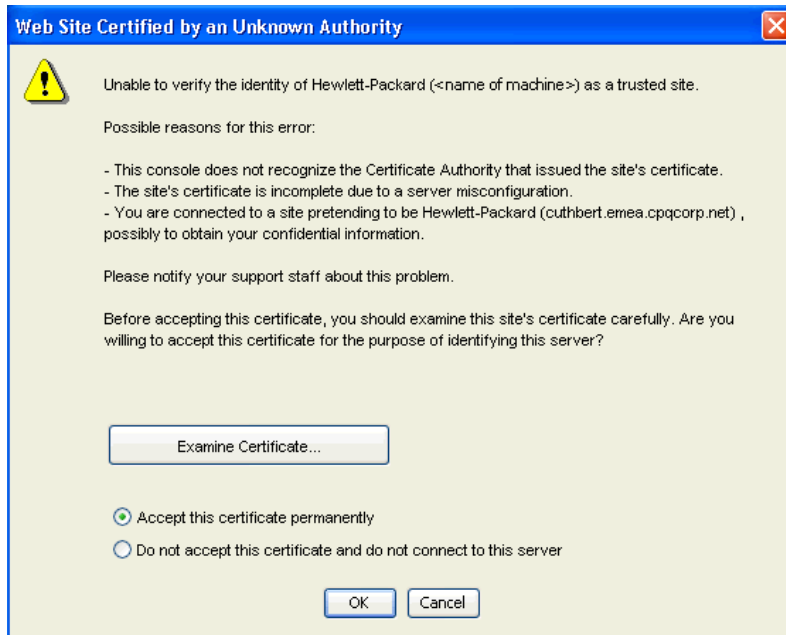 Web Site Certified by an Unknown Authority
Unable to verify the identity of Hewlett-Packard (<name of machine>) as a trusted site.
Possible reasons for this error:
- This console does not recognize the Certificate Authority that issued the site's certificate.
- The site's certificate is incomplete due to a server misconfiguration.
- You are connected to a site pretending to be Hewlett-Packard (cuthbert.emea.cpqcorp.net) ,
possibly to obtain your confidential information.
Please notify your support staff about this problem.
Before accepting this certificate, you should examine this site's certificate carefully. Are you
willing to accept this certificate for the purpose of identifying this server?
Examine Certificate...
Accept this certificate permanently
Do not accept this certificate and do not connect to this server
OK Cancel